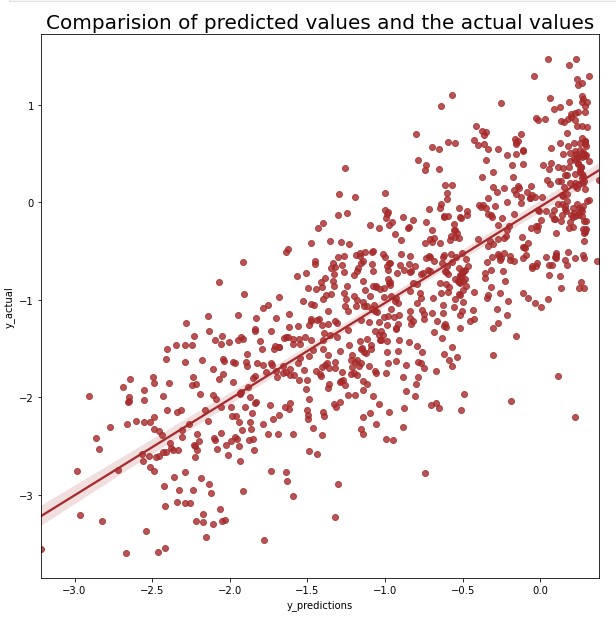 Comparision of predicted values and the actual values
y_actual
1
0
−1
−2
−3
−3.0 −2.5 −2.0 −1.5 −1.0 −0.5 0.0
y_predictions